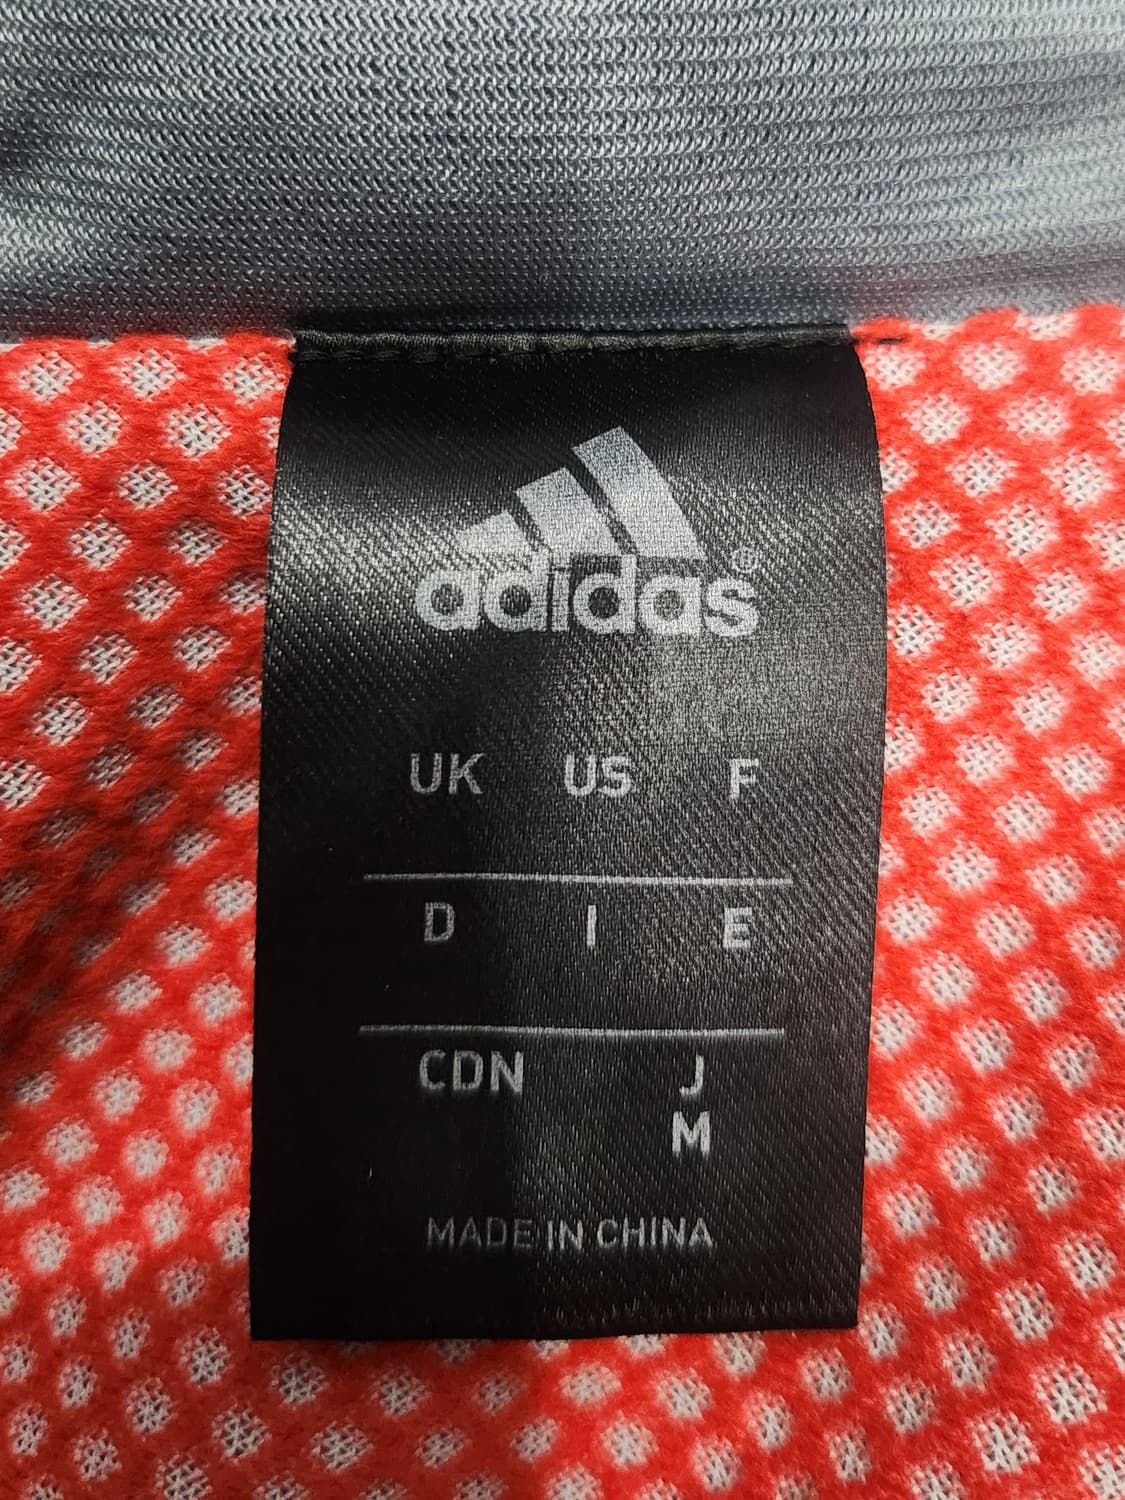 adidas®
UK US F
D I E
CDN J
M
MADE IN CHINA